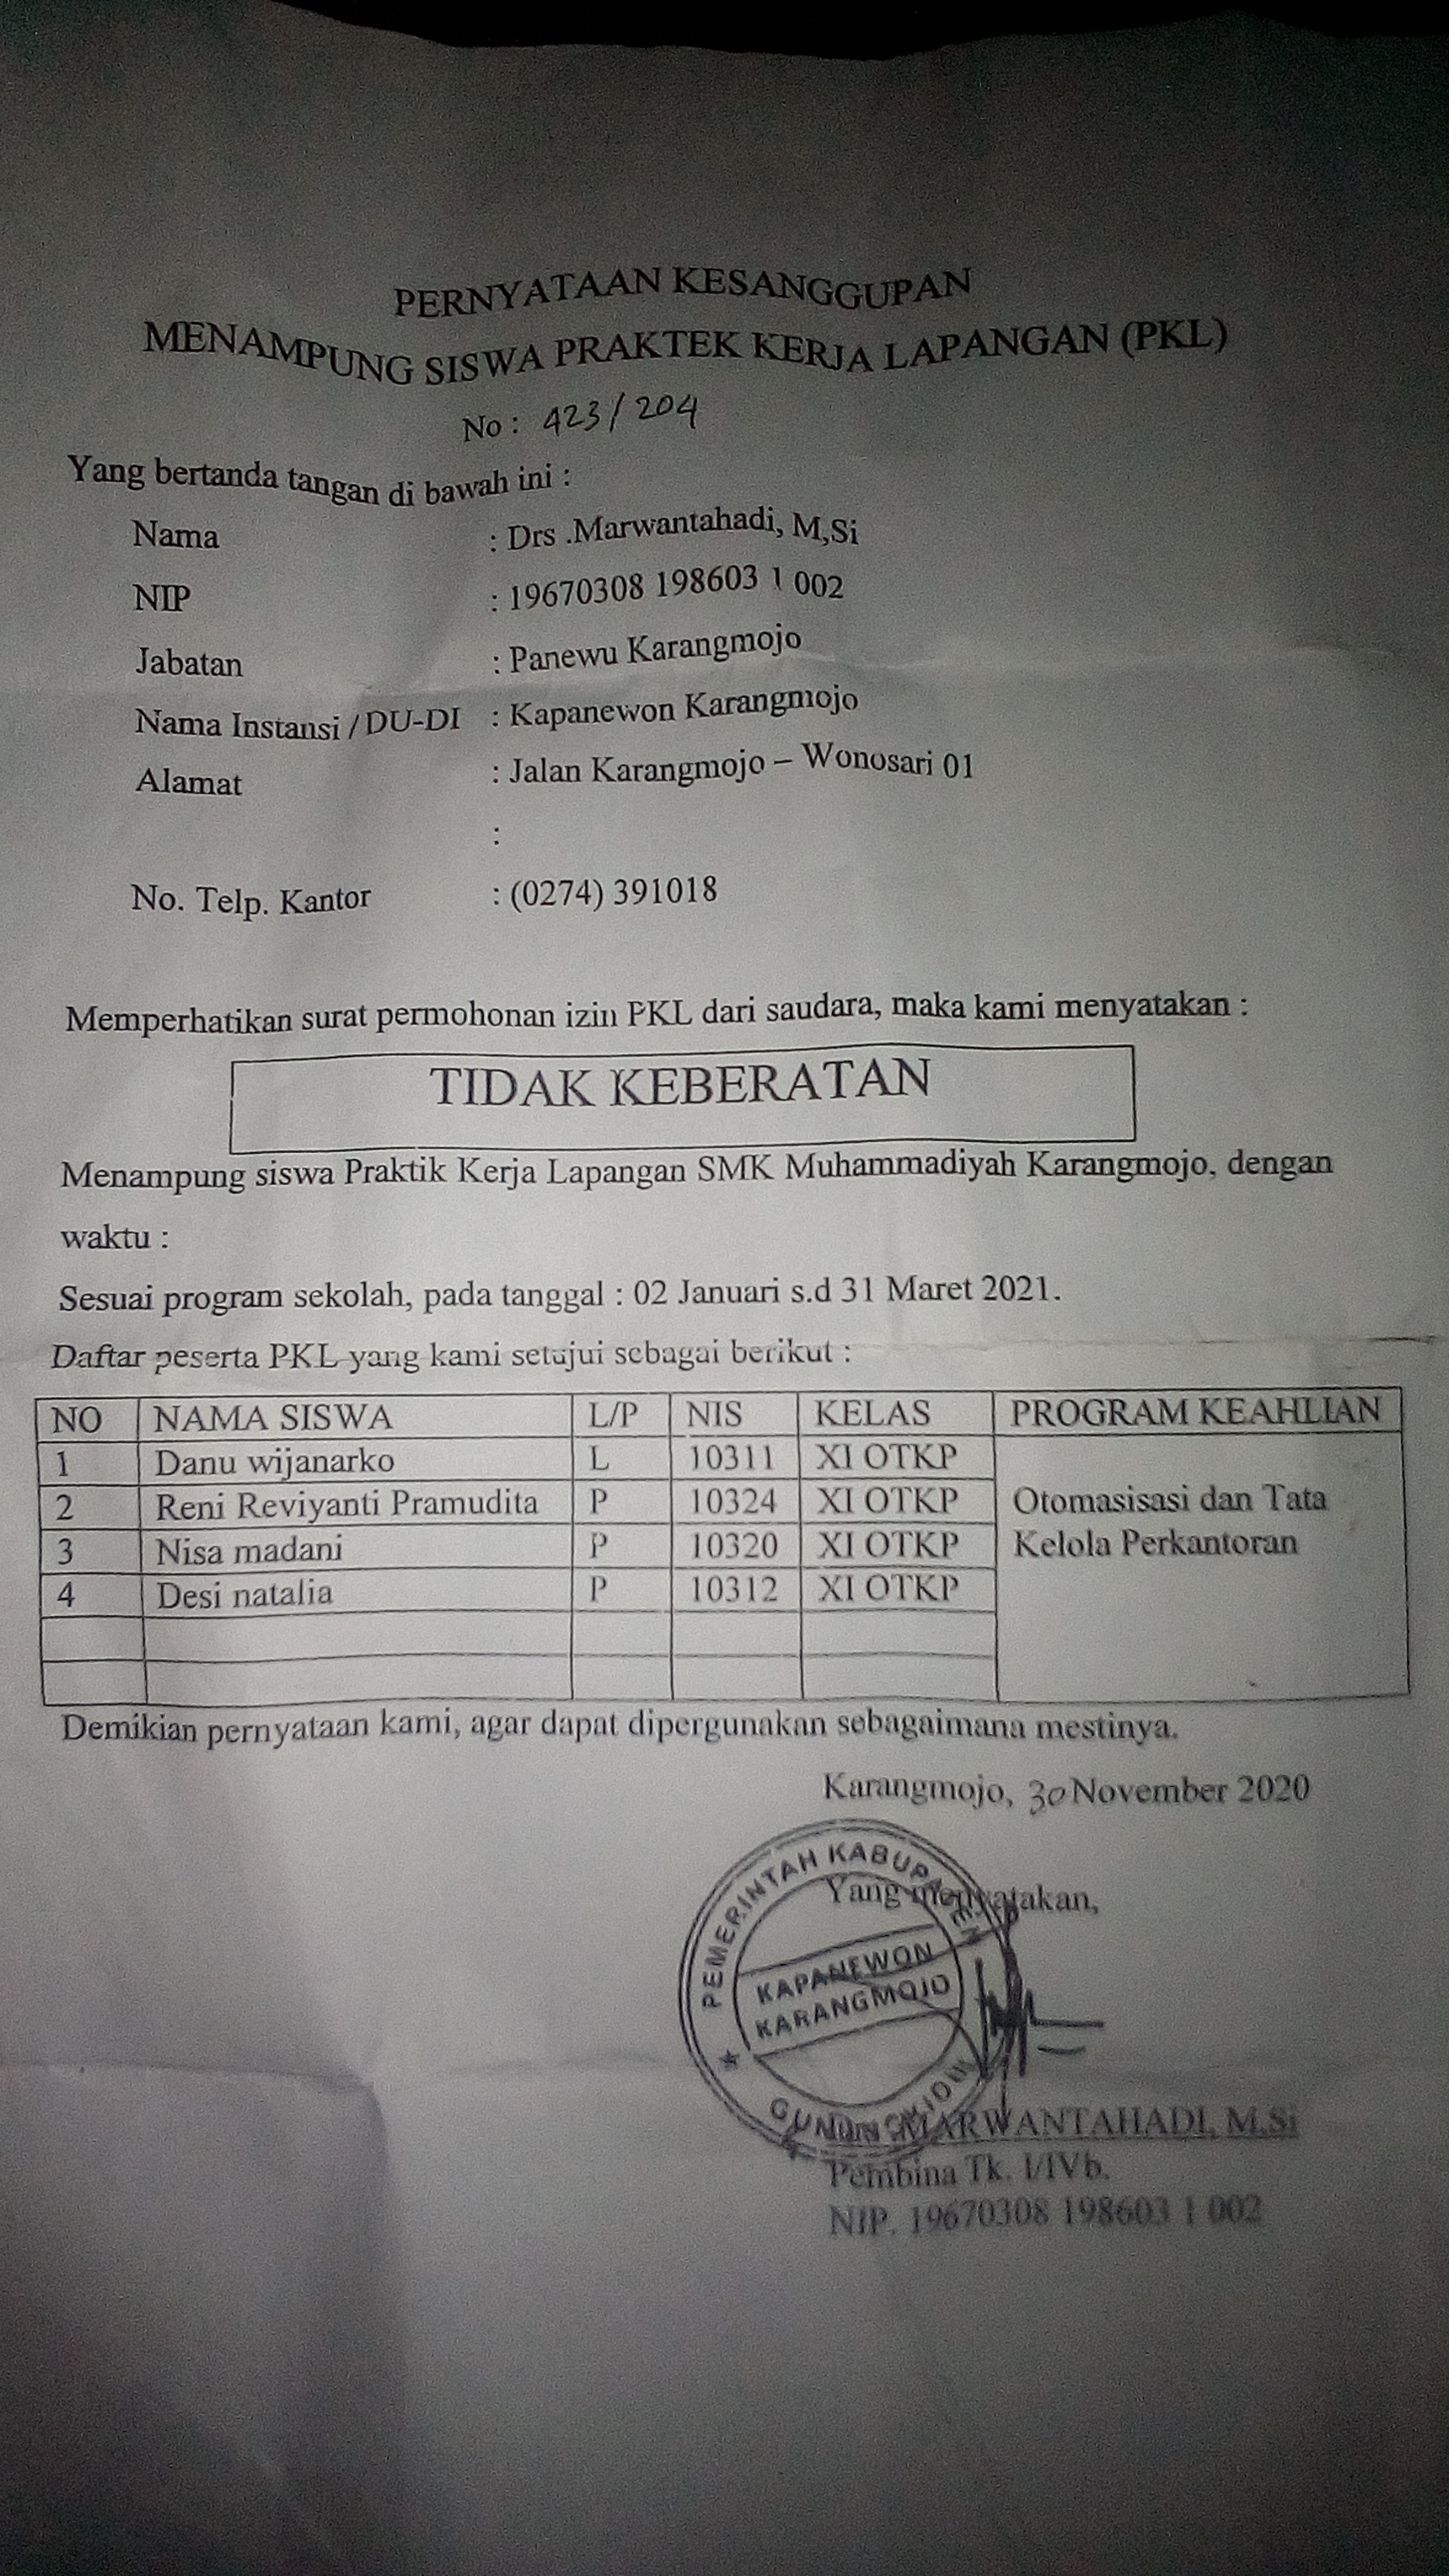 PERNYATAAN KESANGGUPAN
MENAMPUNG SISWA PRAKTEK KERJA LAPANGAN (PKL)
No : 423/204
Yang bertanda tangan di bawah ini :
Nama : Drs .Marwantahadi, M,Si
NIP : 19670308 198603 1 002
Jabatan : Panewu Karangmojo
Nama Instansi / DU-DI : Kapanewon Karangmojo
Alamat : Jalan Karangmojo – Wonosari 01
:
No. Telp. Kantor : (0274) 391018
Memperhatikan surat permohonan izin PKL dari saudara, maka kami menyatakan :
TIDAK KEBERATAN
Menampung siswa Praktik Kerja Lapangan SMK Muhammadiyah Karangmojo, dengan
waktu :
Sesuai program sekolah, pada tanggal : 02 Januari s.d 31 Maret 2021.
Daftar peserta PKL yang kami setujui sebagai berikut :
NO NAMA SISWA L/P NIS KELAS PROGRAM KEAHLIAN
1 Danu wijanarko L 10311 XI OTKP
2 Reni Reviyanti Pramudita P 10324 XI OTKP Otomasisasi dan Tata
3 Nisa madani P 10320 XI OTKP Kelola Perkantoran
4 Desi natalia P 10312 XI OTKP
Demikian pernyataan kami, agar dapat dipergunakan sebagaimana mestinya.
Karangmojo, 30 November 2020
Yang menyatakan,
PEMERINTAH KABUPATEN
KAPANEWON
KARANGMOJO
GUNUNGKIDUL
MARWANTAHADI, M.Si
Pembina Tk. I/IVb.
NIP. 19670308 198603 1 002